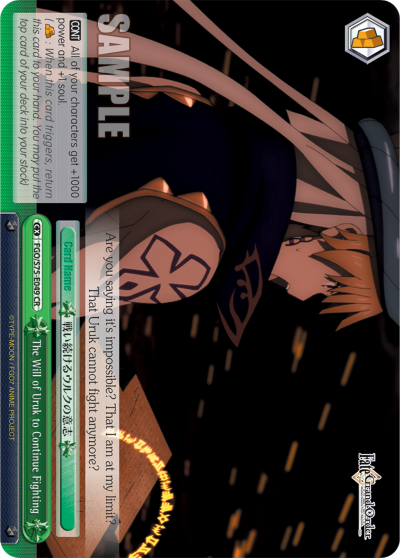 SAMPLE
CONT All of your characters get +1000
power and +1 soul.
( : When this card triggers, return
this card to your hand. You may put the
top card of your deck into your stock)
Are you saying it's impossible? That I am at my limit?
That Uruk cannot fight anymore?
Card Name
戦い続けるウルクの意志
CX
FGO/S75-E049 CR
The Will of Uruk to Continue Fighting
©TYPE-MOON / FGO7 ANIME PROJECT
Fate/Grand Order